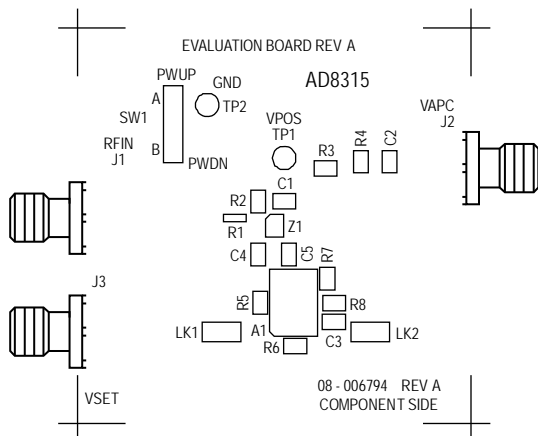 EVALUATION BOARD REV A
PWUP
GND
AD8315
A
SW1
TP2
VPOS
TP1
VAPC
J2
RFIN
J1
B
PWDN
R3
R4
C2
R2
C1
R1
Z1
C4
C5
R7
J3
R5
R8
LK1
A1
R6
C3
LK2
VSET
08 - 006794 REV A
COMPONENT SIDE